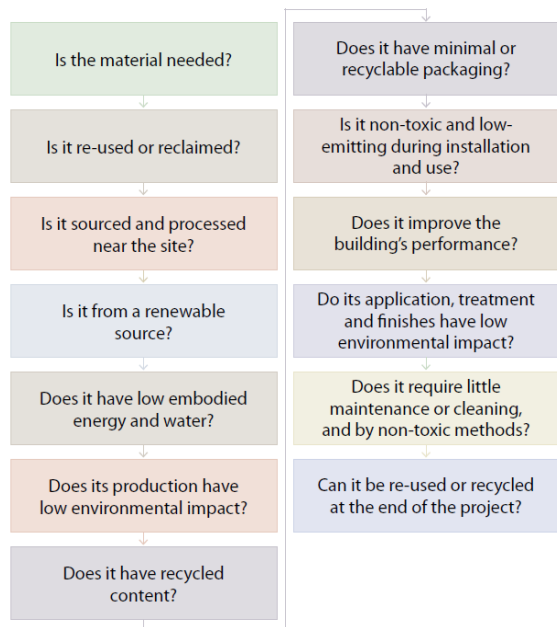 Is the material needed?
Is it re-used or reclaimed?
Is it sourced and processed
near the site?
Is it from a renewable
source?
Does it have low embodied
energy and water?
Does its production have
low environmental impact?
Does it have recycled
content?
Does it have minimal or
recyclable packaging?
Is it non-toxic and low-
emitting during installation
and use?
Does it improve the
building’s performance?
Do its application, treatment
and finishes have low
environmental impact?
Does it require little
maintenance or cleaning,
and by non-toxic methods?
Can it be re-used or recycled
at the end of the project?